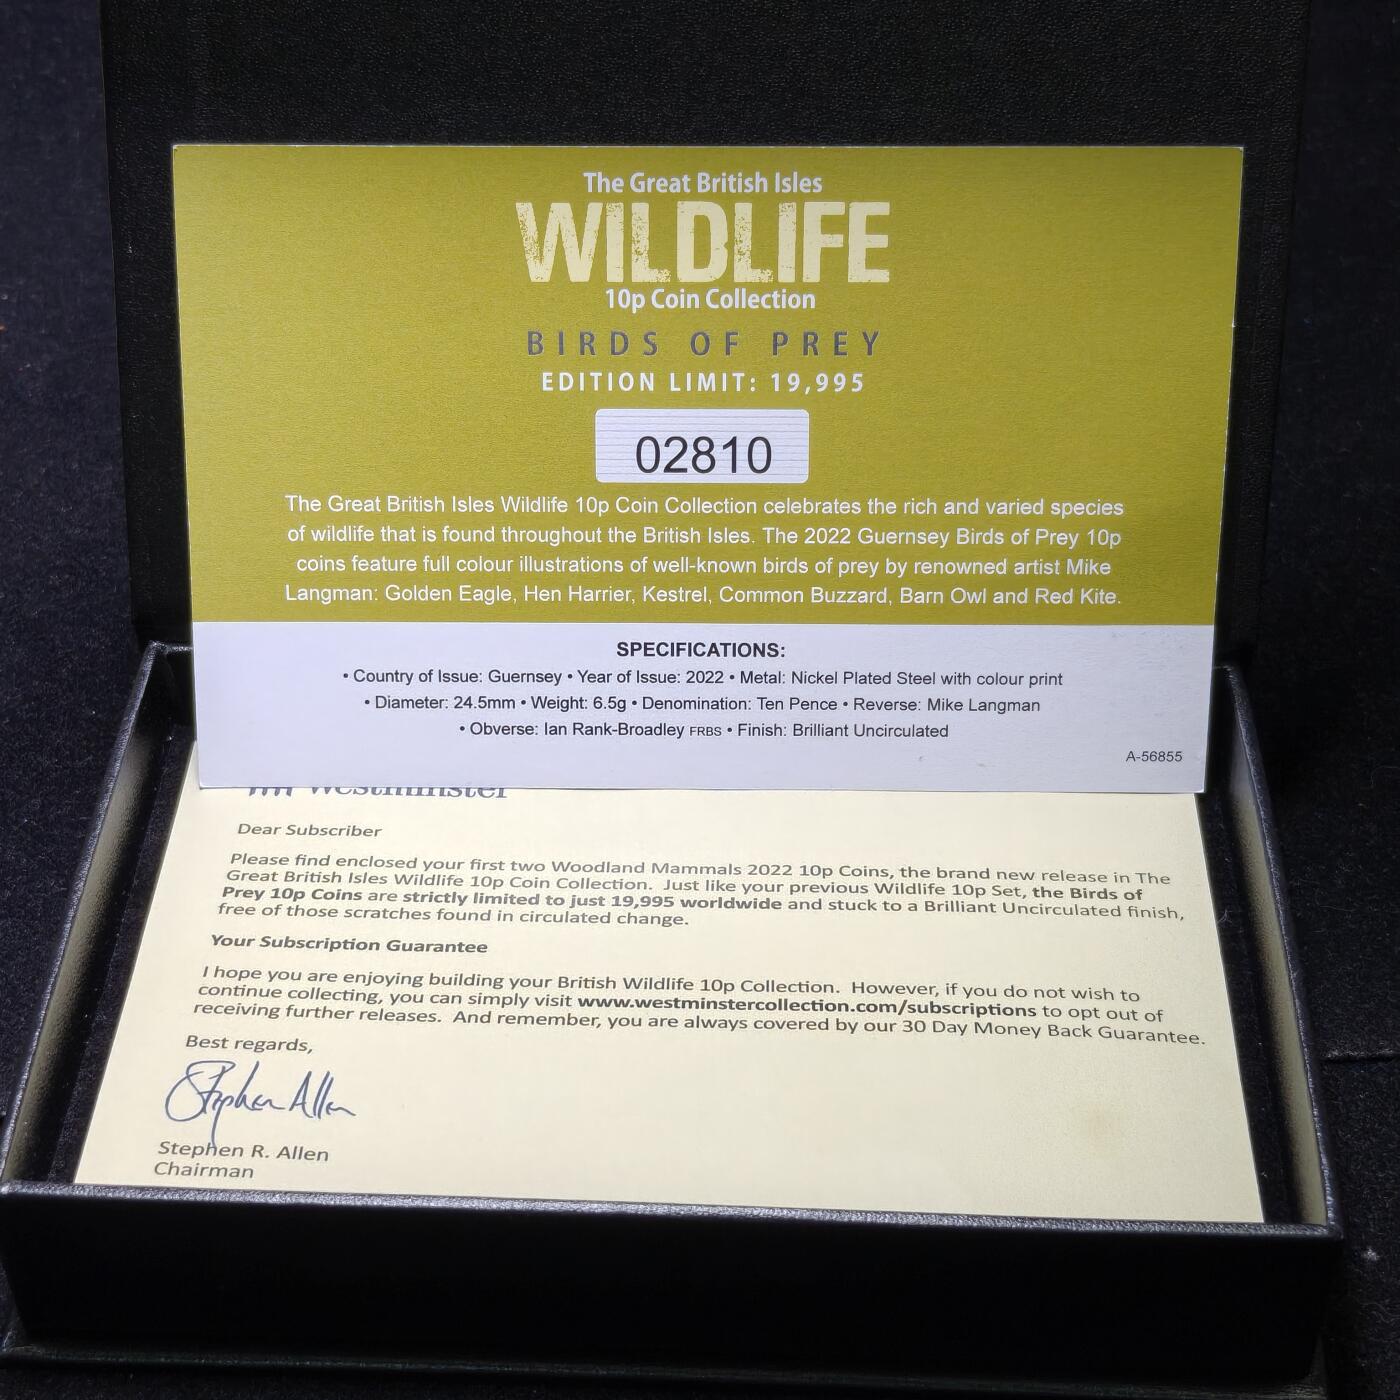 The Great British Isles
WILDLIFE
10p Coin Collection
BIRDS OF PREY
EDITION LIMIT: 19,995
02810
The Great British Isles Wildlife 10p Coin Collection celebrates the rich and varied species
of wildlife that is found throughout the British Isles. The 2022 Guernsey Birds of Prey 10p
coins feature full colour illustrations of well-known birds of prey by renowned artist Mike
Langman: Golden Eagle, Hen Harrier, Kestrel, Common Buzzard, Barn Owl and Red Kite.
SPECIFICATIONS:
• Country of Issue: Guernsey • Year of Issue: 2022 • Metal: Nickel Plated Steel with colour print
• Diameter: 24.5mm • Weight: 6.5g • Denomination: Ten Pence • Reverse: Mike Langman
• Obverse: Ian Rank-Broadley FRBS • Finish: Brilliant Uncirculated
A-56855
Westminster
Dear Subscriber
Please find enclosed your first two Woodland Mammals 2022 10p Coins, the brand new release in The
Great British Isles Wildlife 10p Coin Collection. Just like your previous Wildlife 10p Set, the Birds of
Prey 10p Coins are strictly limited to just 19,995 worldwide and stuck to a Brilliant Uncirculated finish,
free of those scratches found in circulated change.
Your Subscription Guarantee
I hope you are enjoying building your British Wildlife 10p Collection. However, if you do not wish to
continue collecting, you can simply visit www.westminstercollection.com/subscriptions to opt out of
receiving further releases. And remember, you are always covered by our 30 Day Money Back Guarantee.
Best regards,
Stephen Allen
Stephen R. Allen
Chairman